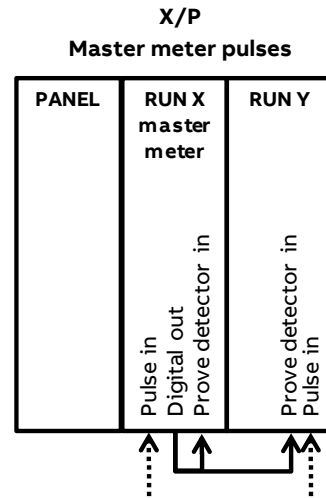 X/P
Master meter pulses
PANEL
RUN X
master
meter
RUN Y
Pulse in
Digital out
Prove detector in
Prove detector in
Pulse in